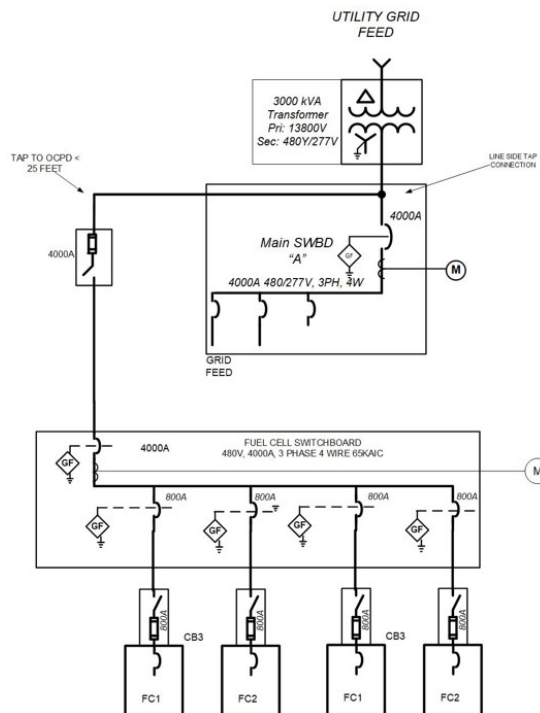 UTILITY GRID
FEED
3000 kVA
Transformer
Pri: 13800V
Sec: 480Y/277V
TAP TO OCPD <
25 FEET
LINE SIDE TAP
CONNECTION
4000A
4000A
Main SWBD
"A"
GF
M
4000A 480/277V, 3PH, 4W
GRID
FEED
4000A
FUEL CELL SWITCHBOARD
480V, 4000A, 3 PHASE 4 WIRE 65KAIC
GF
M
800A
800A
800A
800A
GF
GF
GF
GF
800A
800A
800A
800A
CB3
CB3
FC1
FC2
FC1
FC2